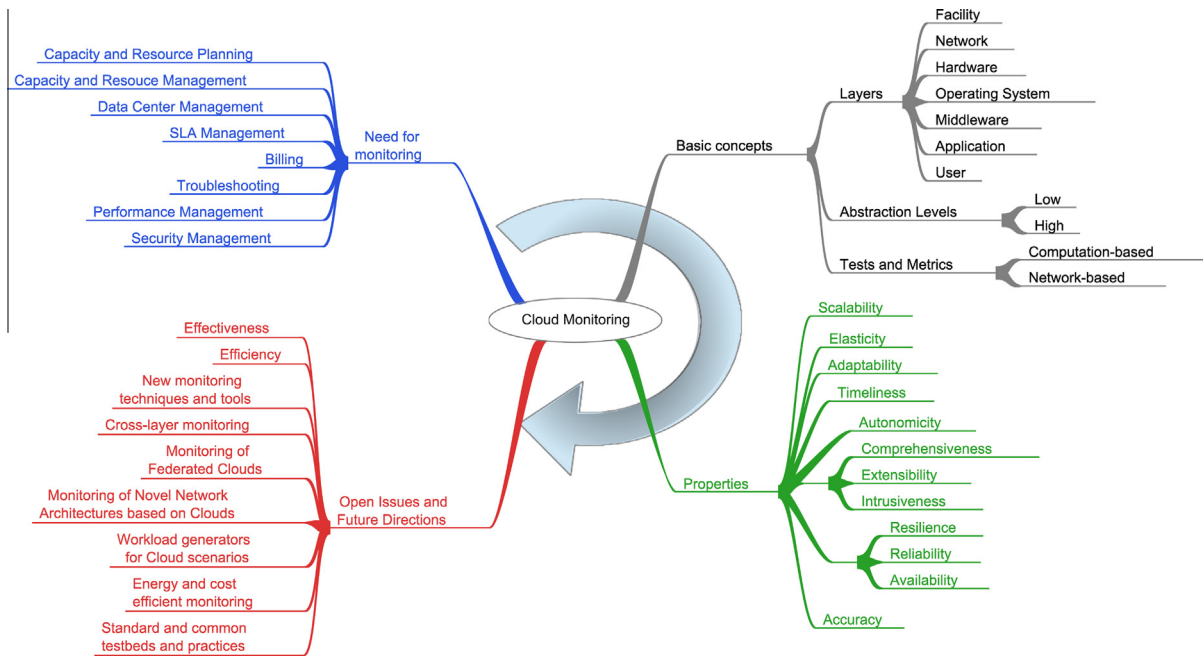 Capacity and Resource Planning
Capacity and Resouce Management
Data Center Management
SLA Management
Billing
Troubleshooting
Performance Management
Security Management
Need for
monitoring
Basic concepts
Layers
Facility
Network
Hardware
Operating System
Middleware
Application
User
Abstraction Levels
Low
High
Tests and Metrics
Computation-based
Network-based
Cloud Monitoring
Effectiveness
Efficiency
New monitoring
techniques and tools
Cross-layer monitoring
Monitoring of
Federated Clouds
Monitoring of Novel Network
Architectures based on Clouds
Workload generators
for Cloud scenarios
Energy and cost
efficient monitoring
Standard and common
testbeds and practices
Open Issues and
Future Directions
Properties
Scalability
Elasticity
Adaptability
Timeliness
Autonomicity
Comprehensiveness
Extensibility
Intrusiveness
Resilience
Reliability
Availability
Accuracy